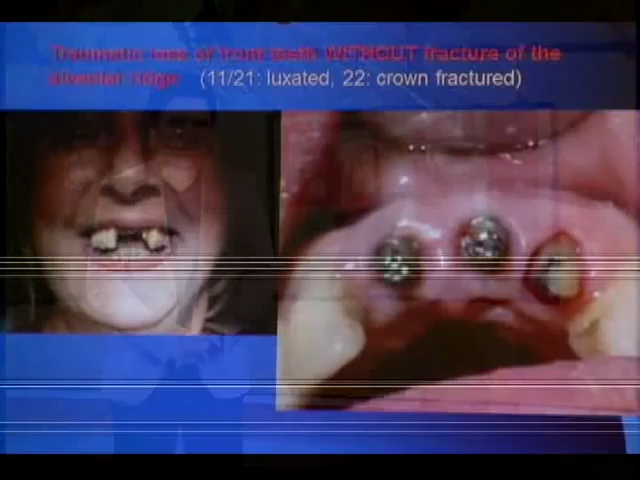 Traumatic loss of front teeth WITHOUT fracture of the
alveolar ridge (11/21: luxated, 22: crown fractured)